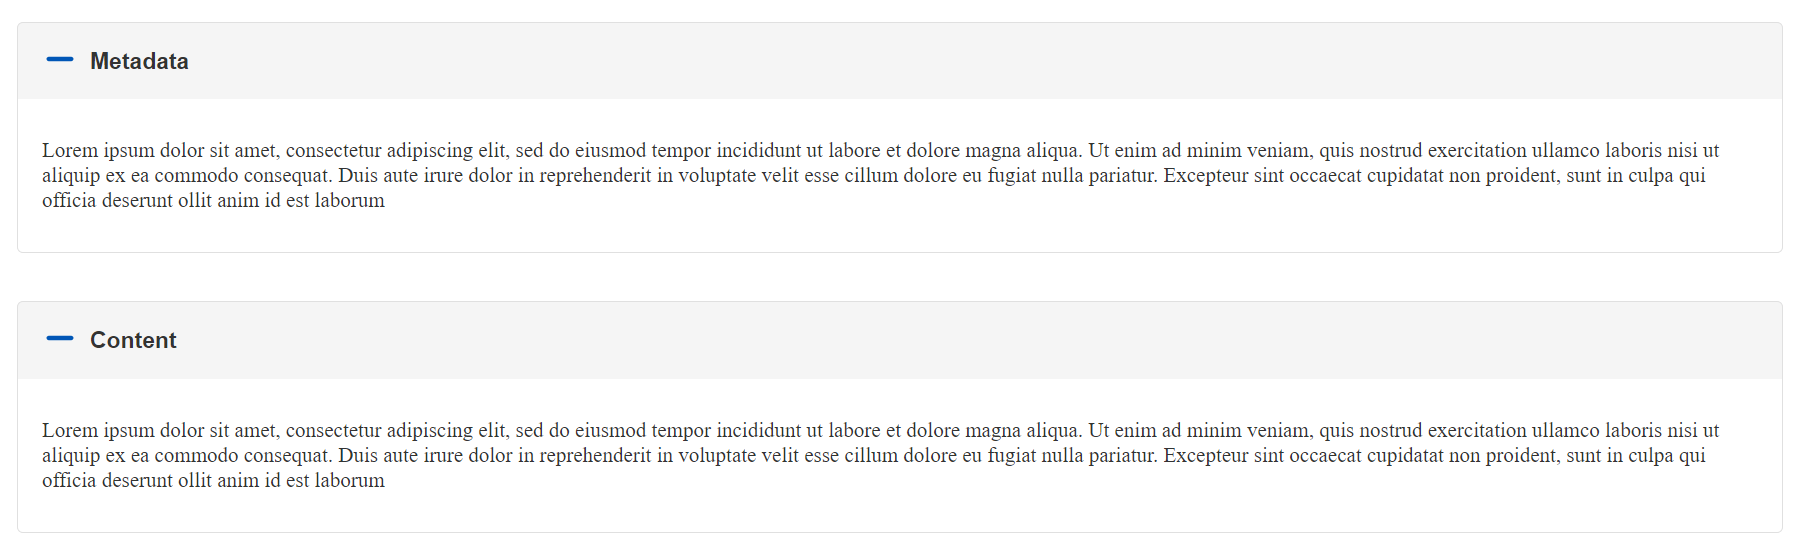 Metadata
Lorem ipsum dolor sit amet, consectetur adipiscing elit, sed do eiusmod tempor incididunt ut labore et dolore magna aliqua. Ut enim ad minim veniam, quis nostrud exercitation ullamco laboris nisi ut
aliquip ex ea commodo consequat. Duis aute irure dolor in reprehenderit in voluptate velit esse cillum dolore eu fugiat nulla pariatur. Excepteur sint occaecat cupidatat non proident, sunt in culpa qui
officia deserunt ollit anim id est laborum
Content
Lorem ipsum dolor sit amet, consectetur adipiscing elit, sed do eiusmod tempor incididunt ut labore et dolore magna aliqua. Ut enim ad minim veniam, quis nostrud exercitation ullamco laboris nisi ut
aliquip ex ea commodo consequat. Duis aute irure dolor in reprehenderit in voluptate velit esse cillum dolore eu fugiat nulla pariatur. Excepteur sint occaecat cupidatat non proident, sunt in culpa qui
officia deserunt ollit anim id est laborum